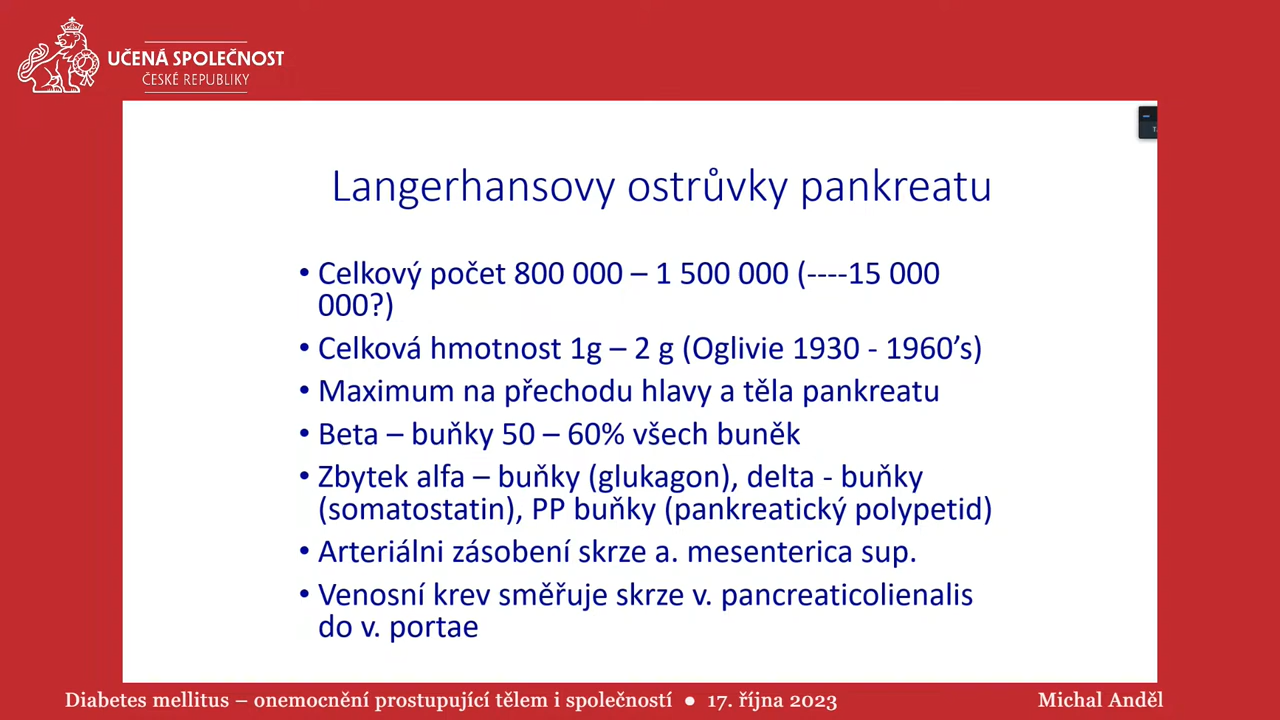 UČENÁ SPOLEČNOST
ČESKÉ REPUBLIKY
Langerhansovy ostrůvky pankreatu
• Celkový počet 800 000 – 1 500 000 (----15 000
000?)
• Celková hmotnost 1g – 2 g (Oglivie 1930 - 1960’s)
• Maximum na přechodu hlavy a těla pankreatu
• Beta – buňky 50 – 60% všech buněk
• Zbytek alfa – buňky (glukagon), delta - buňky
(somatostatin), PP buňky (pankreatický polypetid)
• Arteriálni zásobení skrze a. mesenterica sup.
• Venosní krev směřuje skrze v. pancreaticolienalis
do v. portae
Diabetes mellitus – onemocnění prostupující tělem i společností ● 17. října 2023 Michal Anděl